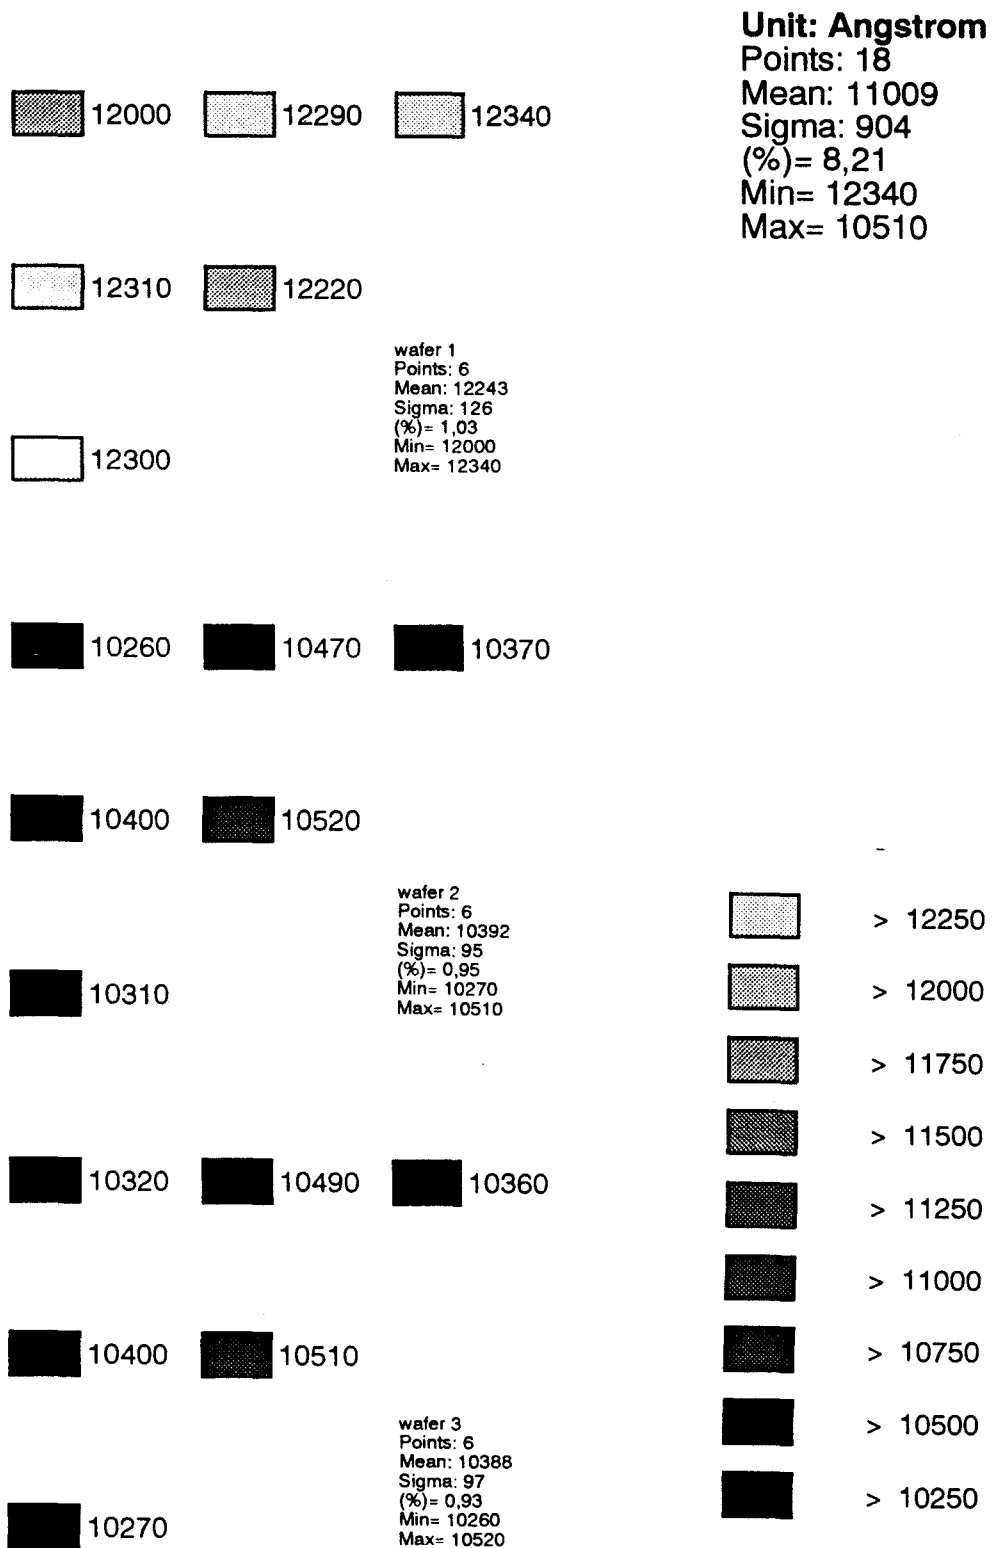 Unit: Angstrom
Points: 18
Mean: 11009
Sigma: 904
(%)= 8,21
Min= 12340
Max= 10510
12000 12290 12340
12310 12220
wafer 1
Points: 6
Mean: 12243
Sigma: 126
(%)= 1,03
Min= 12000
Max= 12340
12300
10260 10470 10370
10400 10520
wafer 2
Points: 6
Mean: 10392
Sigma: 95
(%)= 0,95
Min= 10270
Max= 10510
10310
10320 10490 10360
10400 10510
wafer 3
Points: 6
Mean: 10388
Sigma: 97
(%)= 0,93
Min= 10260
Max= 10520
10270
> 12250
> 12000
> 11750
> 11500
> 11250
> 11000
> 10750
> 10500
> 10250